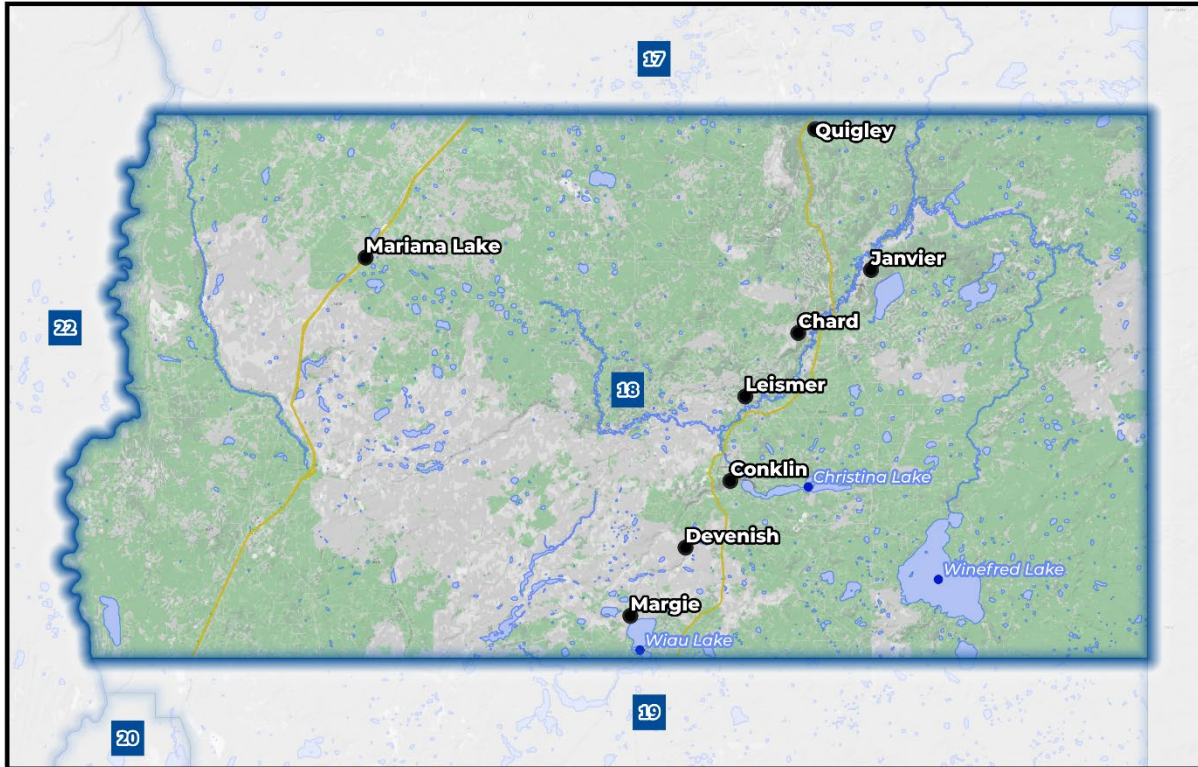 17
Quigley
Mariana Lake
Janvier
22
Chard
18
Leismer
Conklin
Christina Lake
Devenish
Winefred Lake
Margie
Wiau Lake
19
20